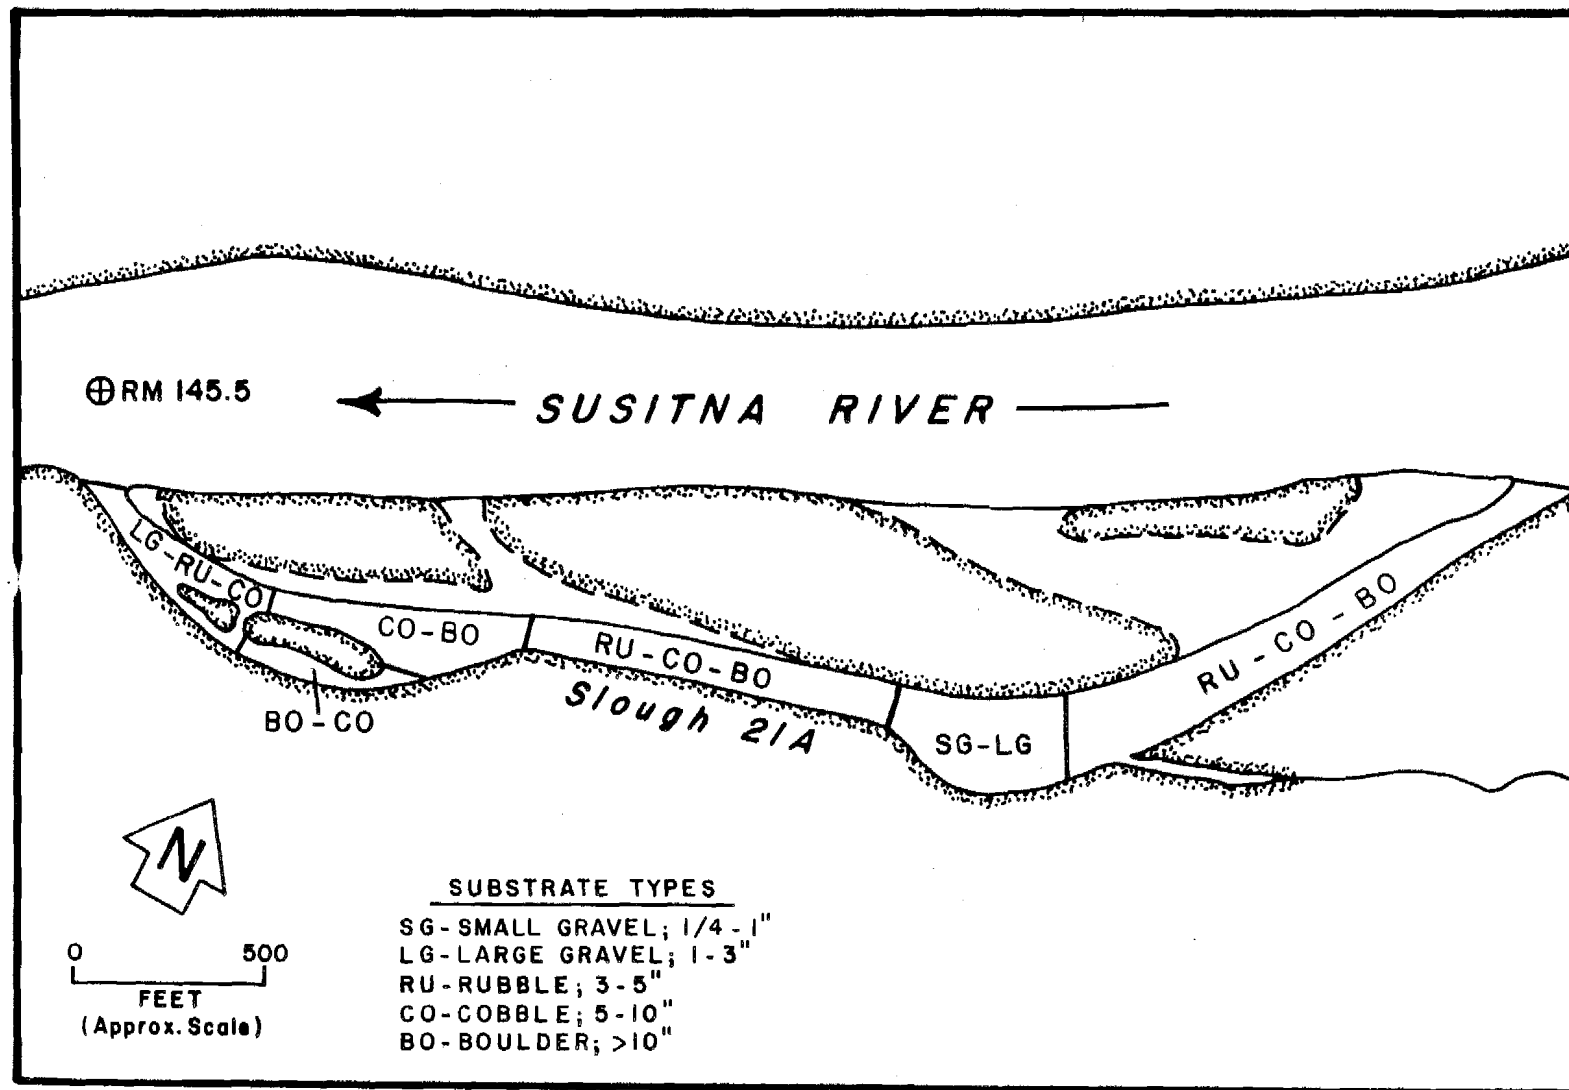 ⊕ RM 145.5
SUSITNA RIVER
LG-RU-CO
CO-BO
RU-CO-BO
RU-CO-BO
BO-CO
Slough 21A
SG-LG
N
SUBSTRATE TYPES
SG-SMALL GRAVEL; 1/4-1"
LG-LARGE GRAVEL; 1-3"
RU-RUBBLE; 3-5"
CO-COBBLE; 5-10"
BO-BOULDER; >10"
0 500
FEET
(Approx. Scale)